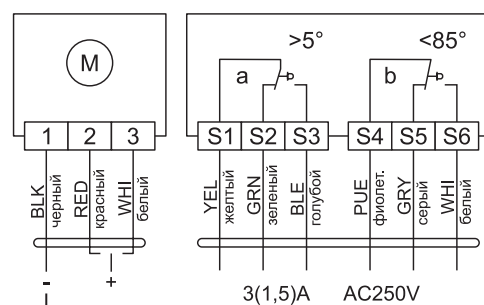 M
1 2 3
BLK
черный
RED
красный
WHI
белый
-
+
>5°
<85°
a
b
S1 S2 S3 S4 S5 S6
YEL
желтый
GRN
зеленый
BLE
голубой
PUE
фиолет.
GRY
серый
WHI
белый
3(1,5)A AC250V